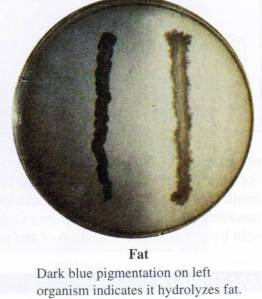 Fat
Dark blue pigmentation on left
organism indicates it hydrolyzes fat.